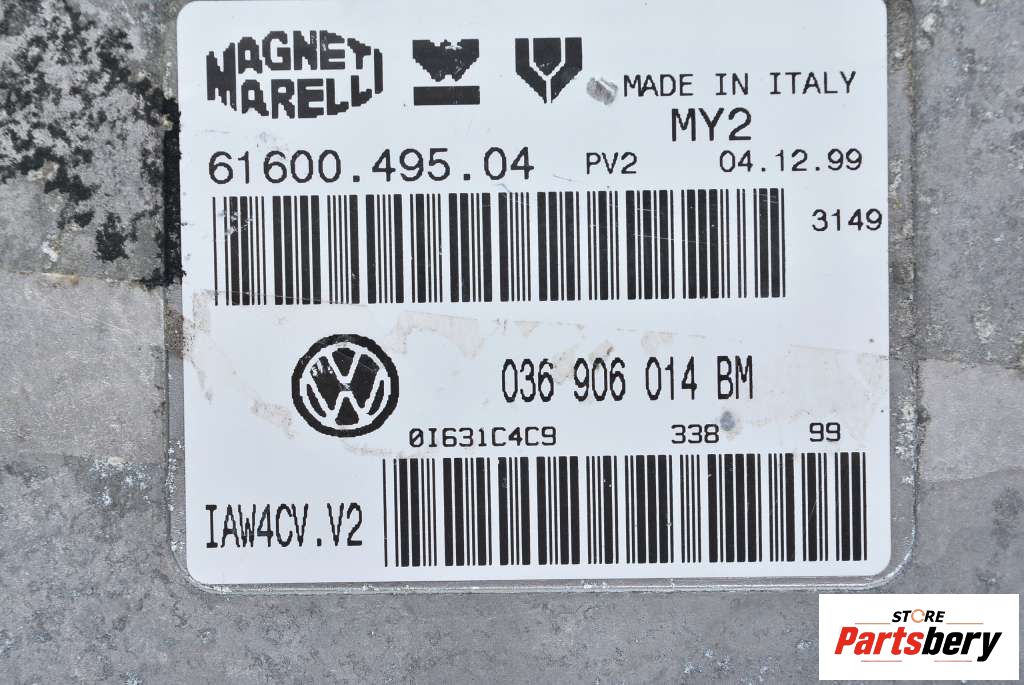 MAGNETI MARELLI
MADE IN ITALY
MY2
61600.495.04 PV2 04.12.99
3149
036 906 014 BM
0I631C4C9 338 99
IAW4CV.V2
STORE
Partsbery